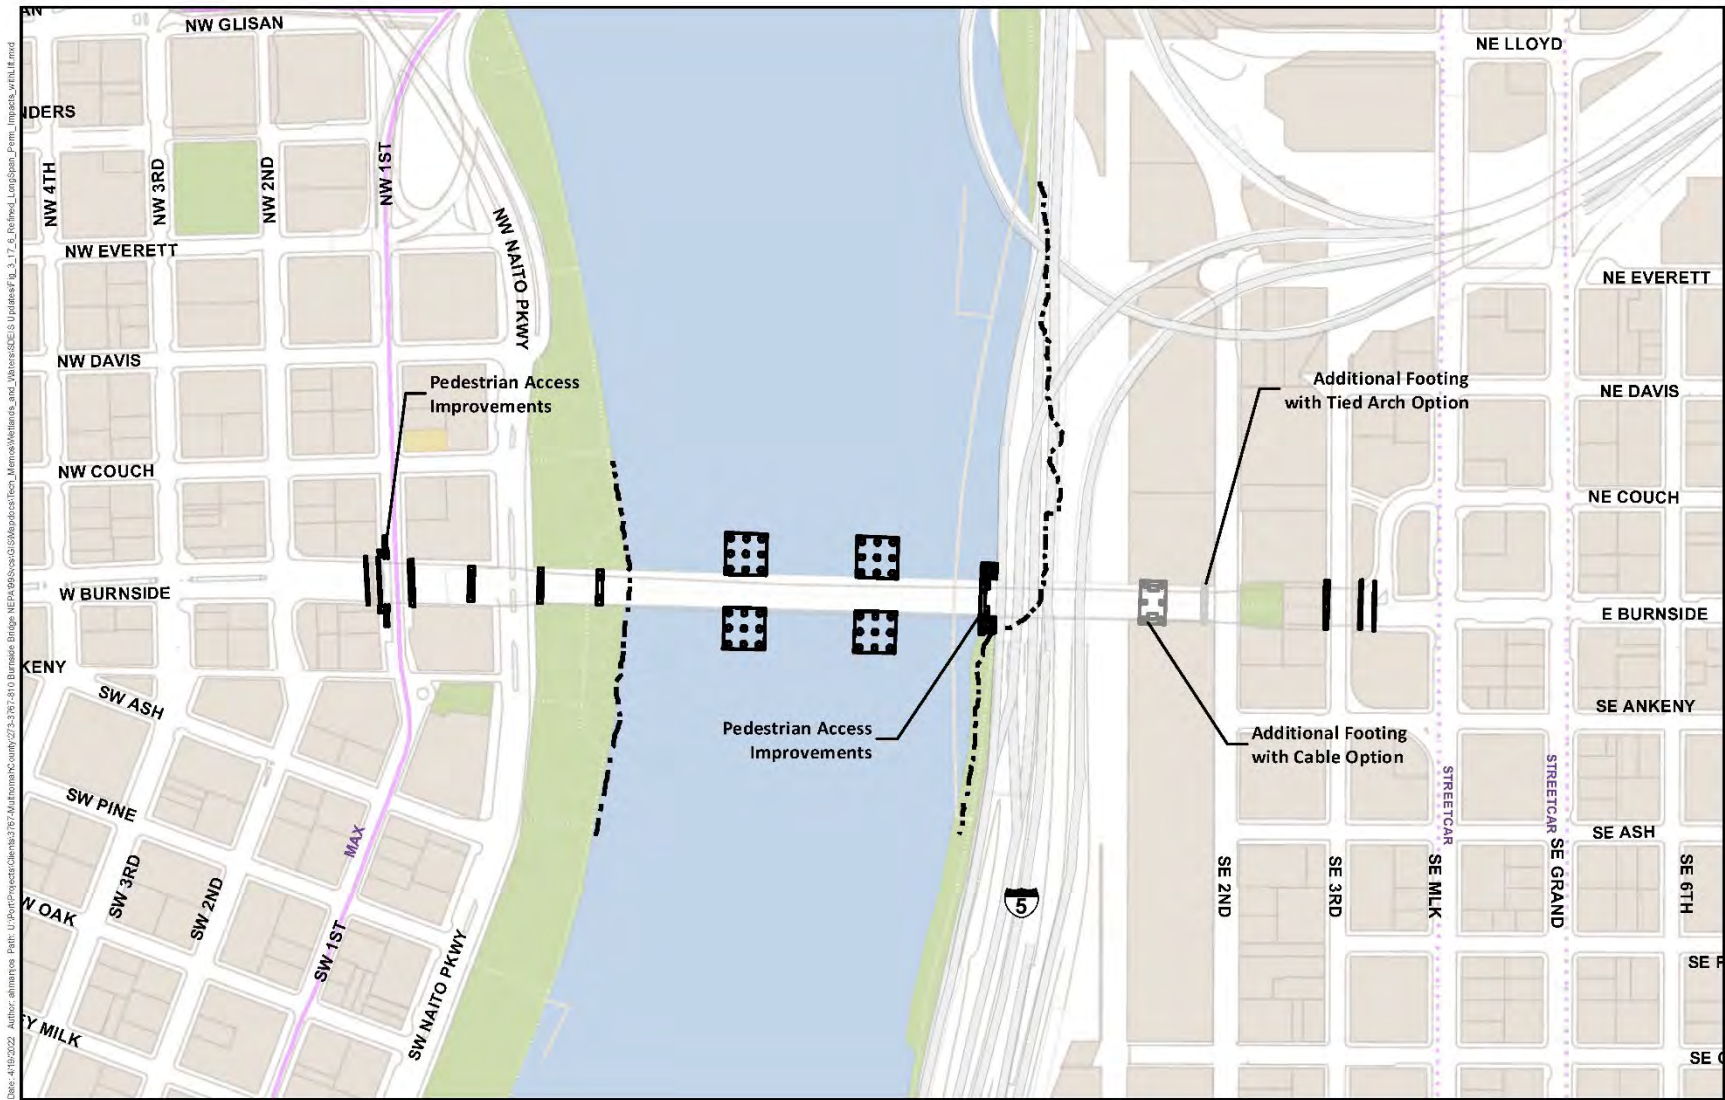 NW GLISAN
NE LLOYD
NDERS
NW 4TH
NW 3RD
NW 2ND
NW 1ST
NW EVERETT
NW NAITO PKWY
NE EVERETT
NW DAVIS
Pedestrian Access
Improvements
Additional Footing
with Tied Arch Option
NE DAVIS
NW COUCH
NE COUCH
W BURNSIDE
E BURNSIDE
KENY
SW ASH
SE ANKENY
Pedestrian Access
Improvements
Additional Footing
with Cable Option
SW PINE
MAX
STREETCAR
STREETCAR
SE ASH
SW 3RD
SW 2ND
W OAK
SW 1ST
SW NAITO PKWY
5
SE 2ND
SE 3RD
SE MLK
SE GRAND
SE 6TH
Y MILK